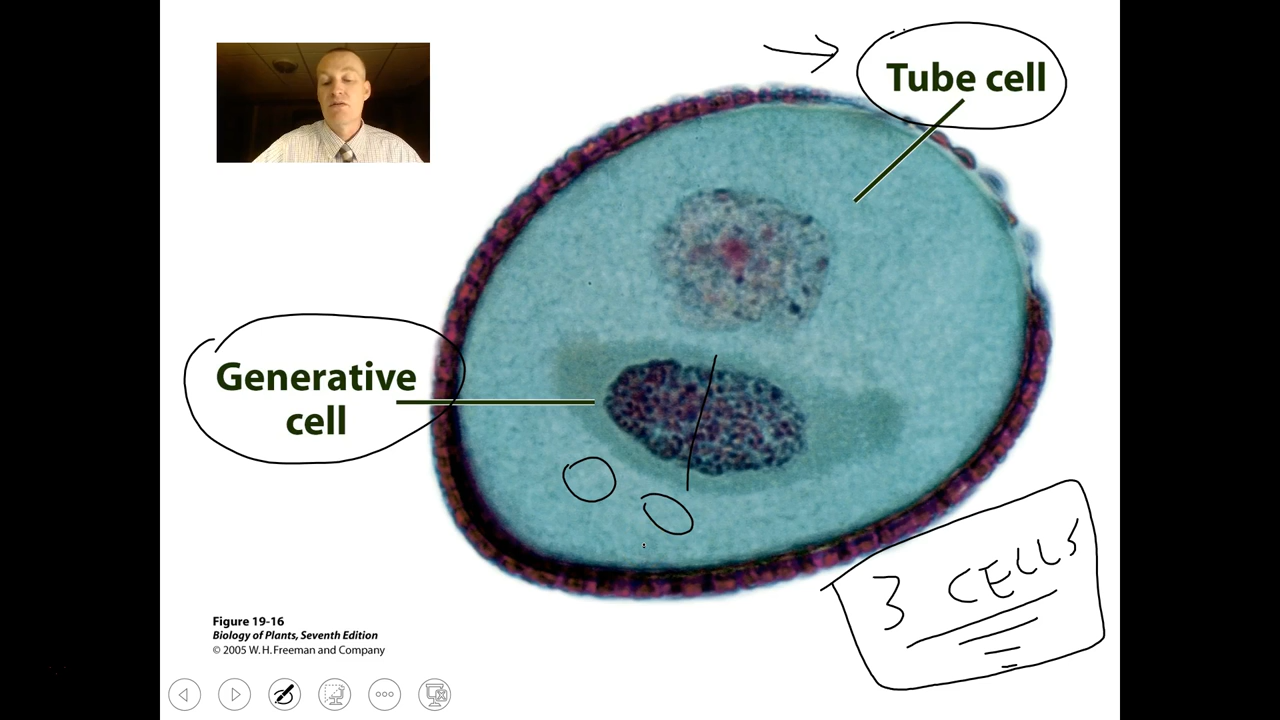 Tube cell
Generative
cell
3 CELLS
Figure 19-16
Biology of Plants, Seventh Edition
© 2005 W. H. Freeman and Company